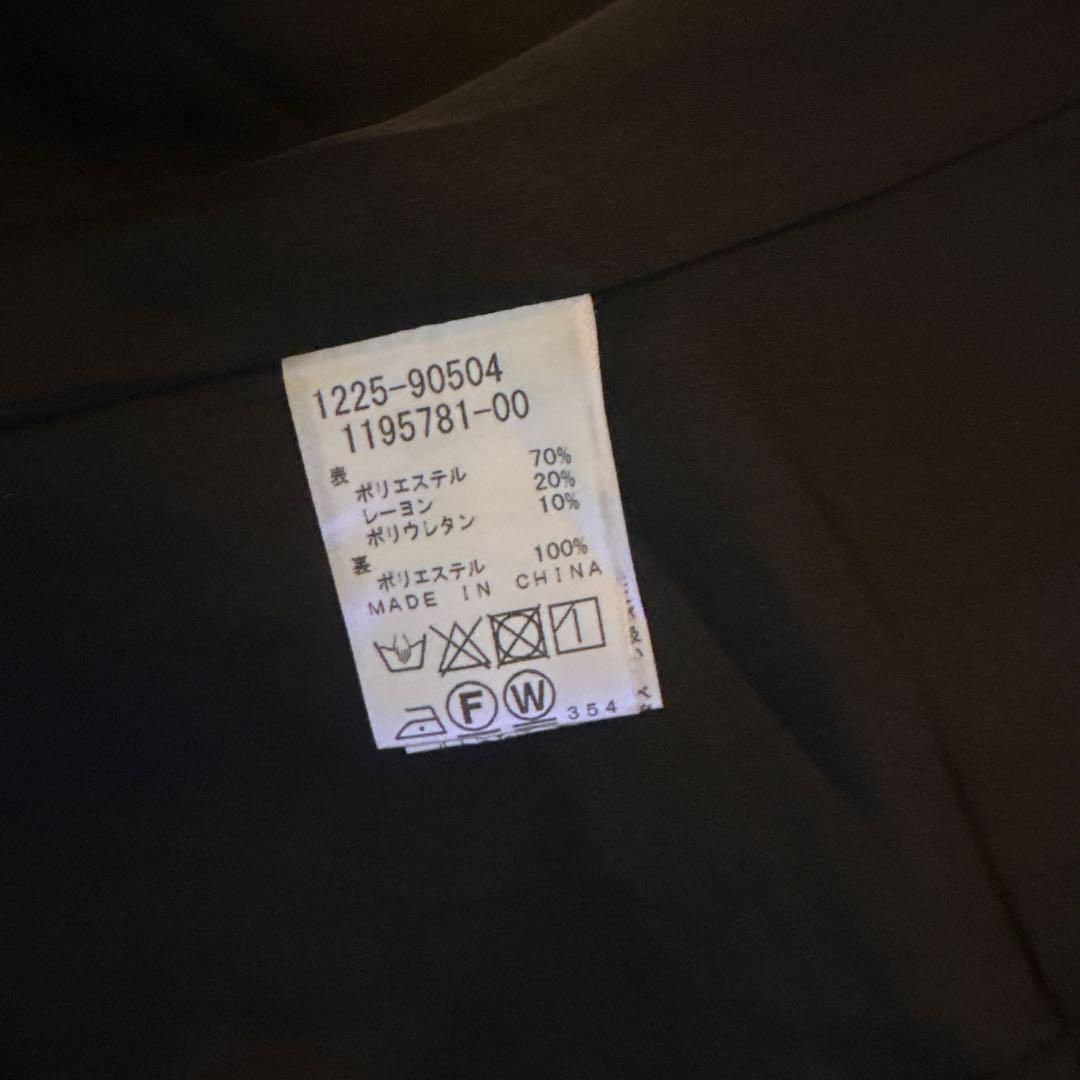 1225-90504
1195781-00
表
ポリエステル 70%
レーヨン 20%
ポリウレタン 10%
裏
ポリエステル 100%
MADE IN CHINA
F W 354